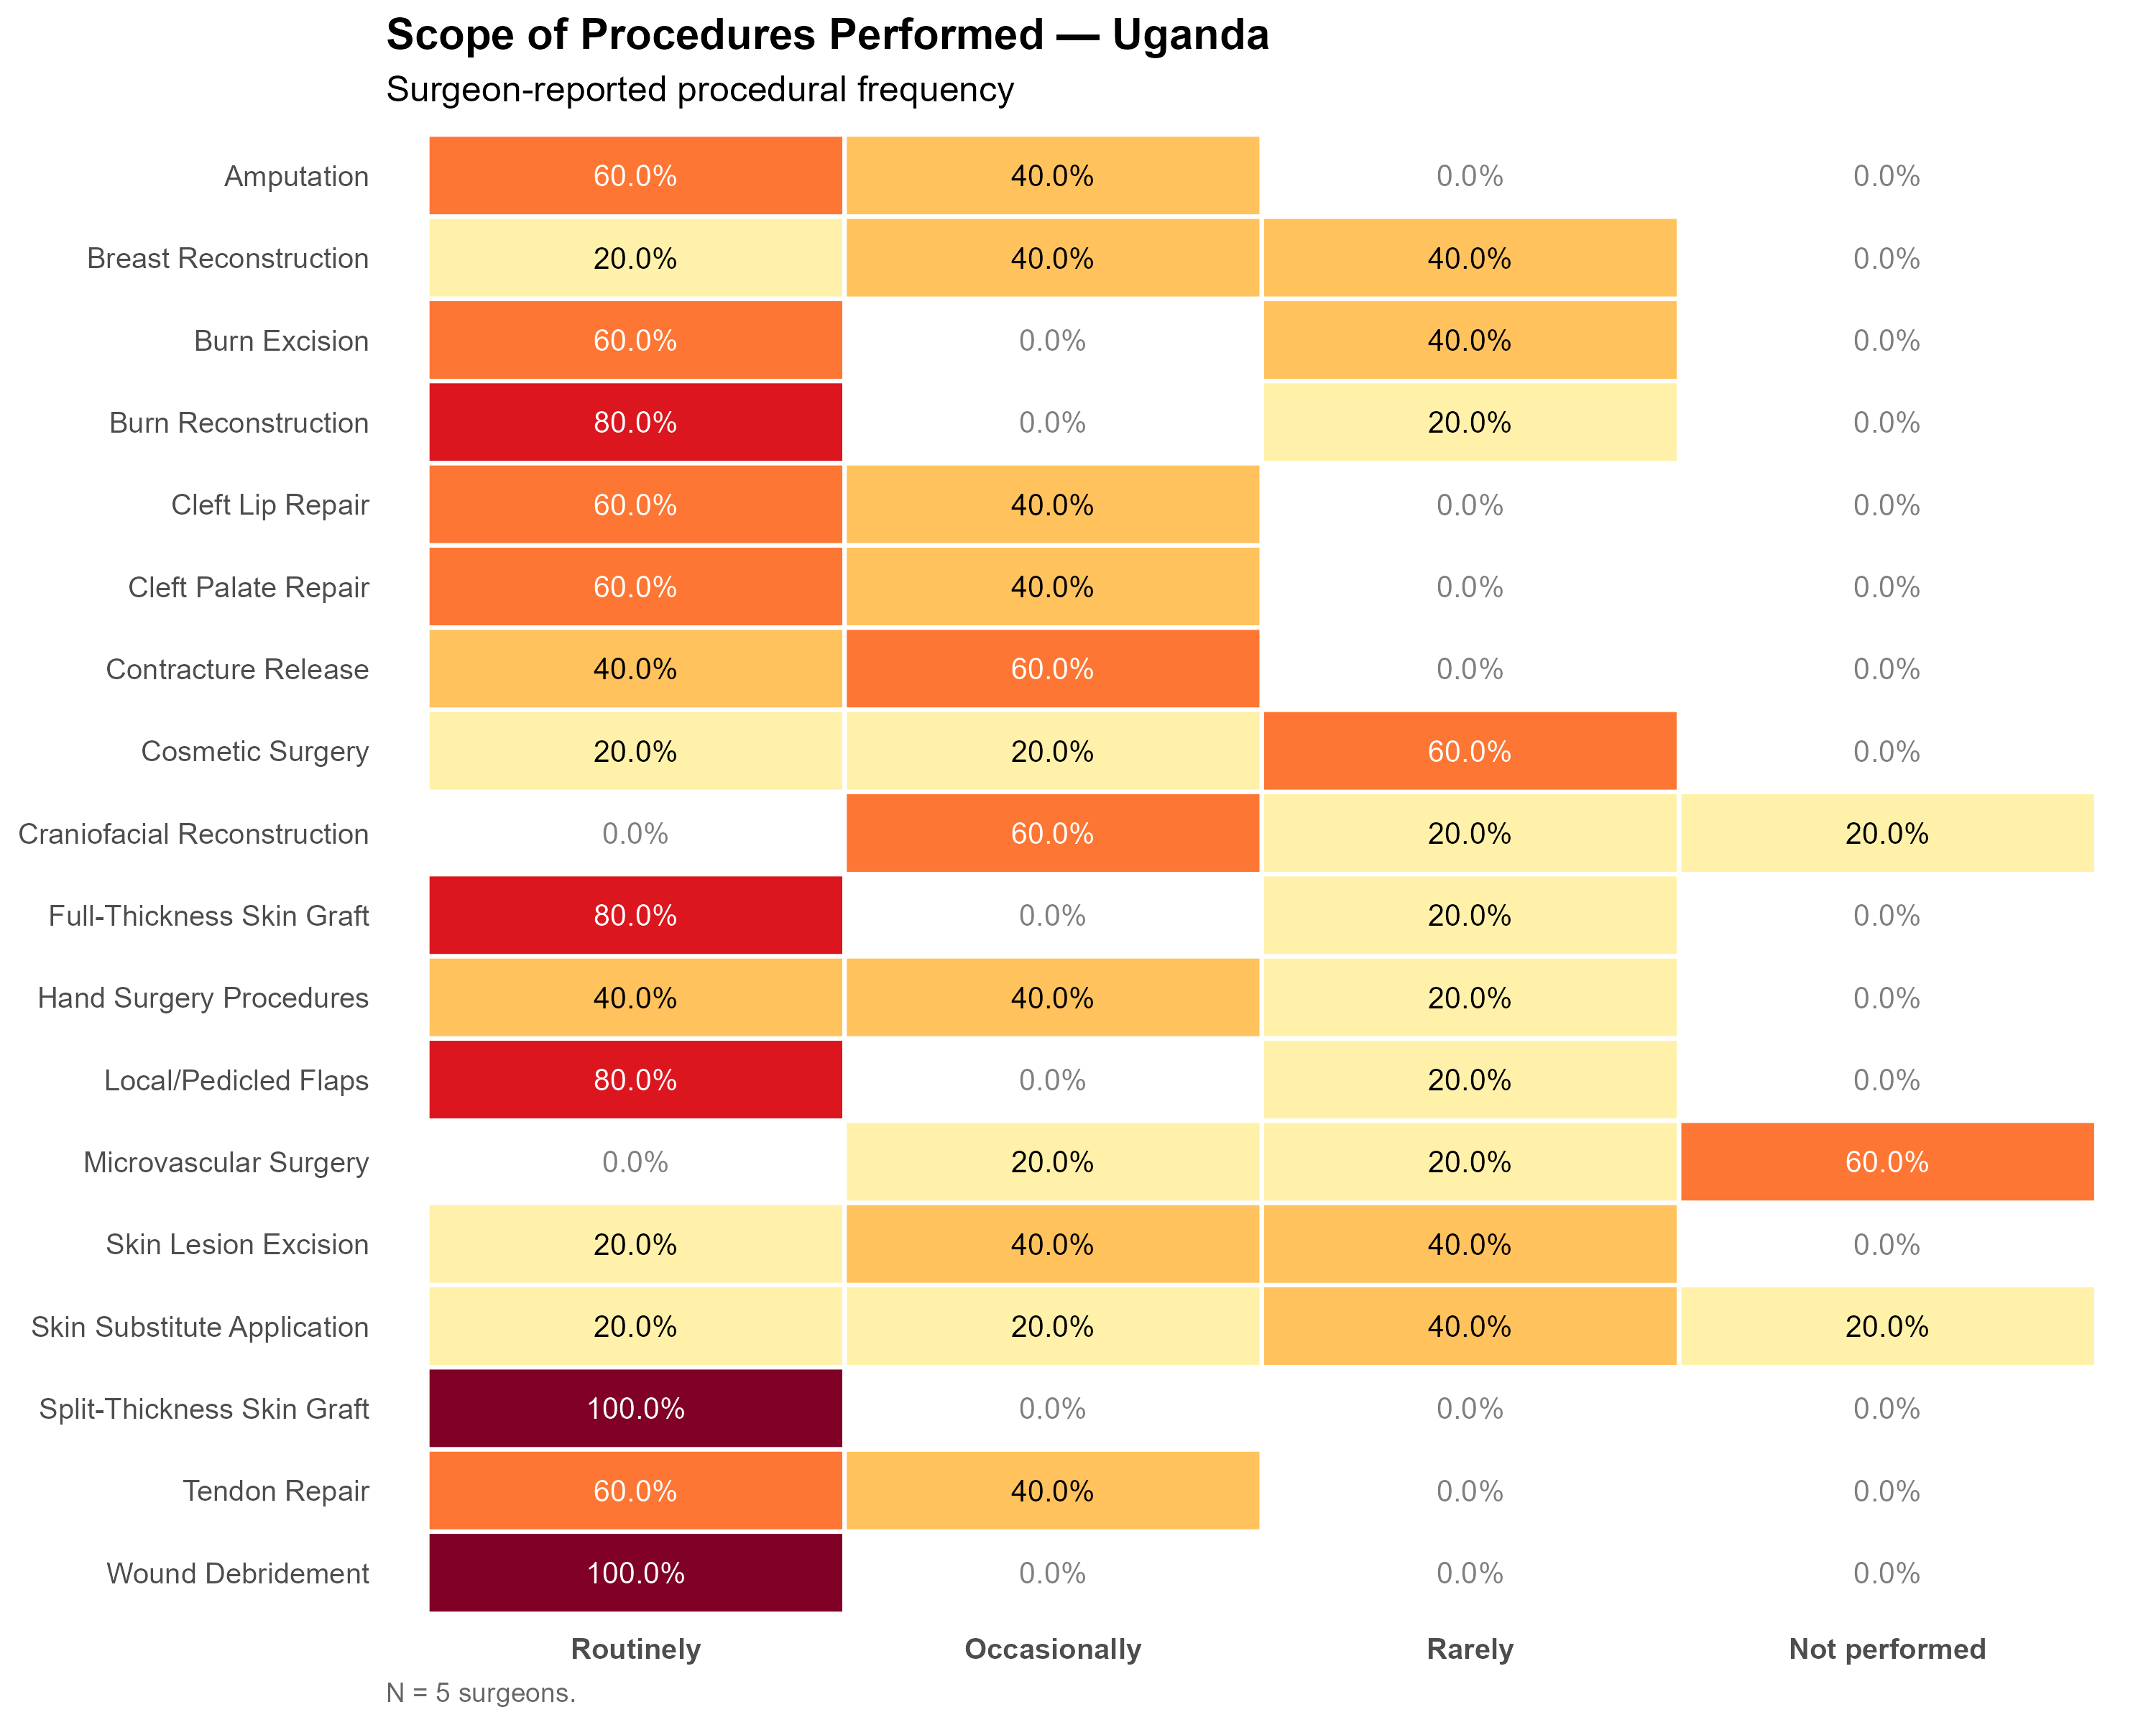 Scope of Procedures Performed — Uganda
Surgeon-reported procedural frequency
Amputation 60.0% 40.0% 0.0% 0.0%
Breast Reconstruction 20.0% 40.0% 40.0% 0.0%
Burn Excision 60.0% 0.0% 40.0% 0.0%
Burn Reconstruction 80.0% 0.0% 20.0% 0.0%
Cleft Lip Repair 60.0% 40.0% 0.0% 0.0%
Cleft Palate Repair 60.0% 40.0% 0.0% 0.0%
Contracture Release 40.0% 60.0% 0.0% 0.0%
Cosmetic Surgery 20.0% 20.0% 60.0% 0.0%
Craniofacial Reconstruction 0.0% 60.0% 20.0% 20.0%
Full-Thickness Skin Graft 80.0% 0.0% 20.0% 0.0%
Hand Surgery Procedures 40.0% 40.0% 20.0% 0.0%
Local/Pedicled Flaps 80.0% 0.0% 20.0% 0.0%
Microvascular Surgery 0.0% 20.0% 20.0% 60.0%
Skin Lesion Excision 20.0% 40.0% 40.0% 0.0%
Skin Substitute Application 20.0% 20.0% 40.0% 20.0%
Split-Thickness Skin Graft 100.0% 0.0% 0.0% 0.0%
Tendon Repair 60.0% 40.0% 0.0% 0.0%
Wound Debridement 100.0% 0.0% 0.0% 0.0%
Routinely Occasionally Rarely Not performed
N = 5 surgeons.